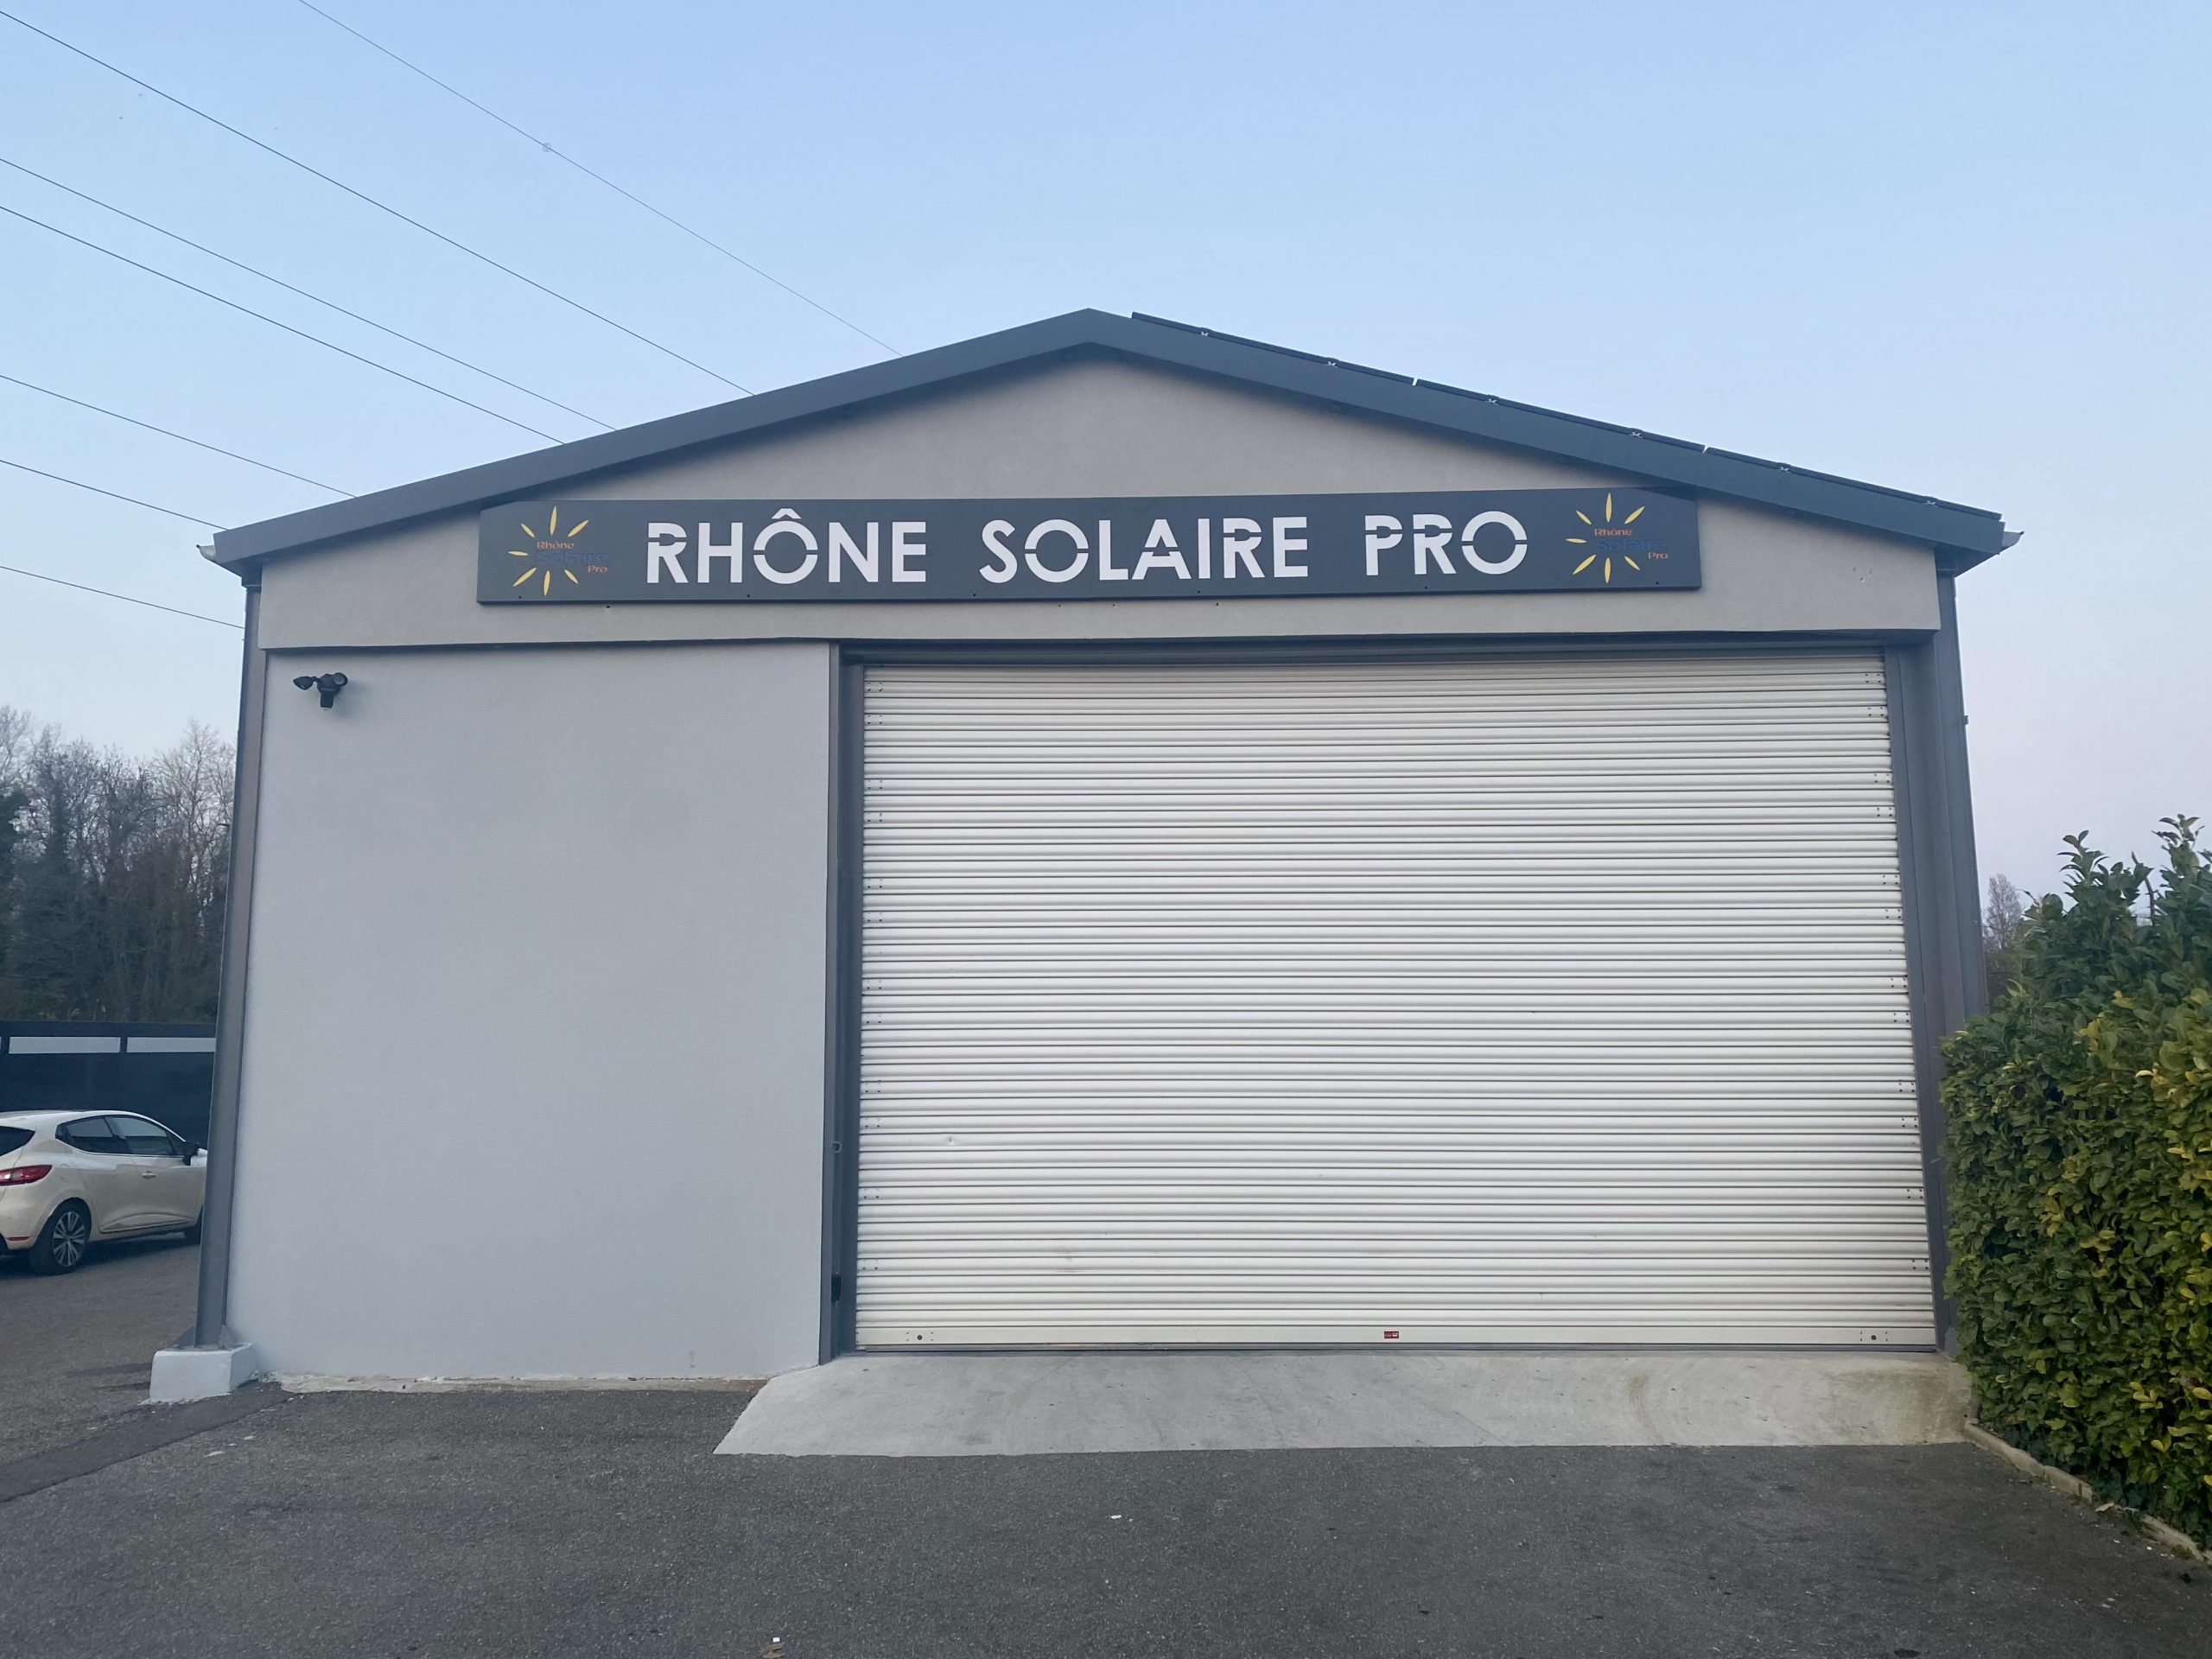 Rhône
Solaire
Pro
RHÔNE SOLAIRE PRO
Rhône
Solaire
Pro